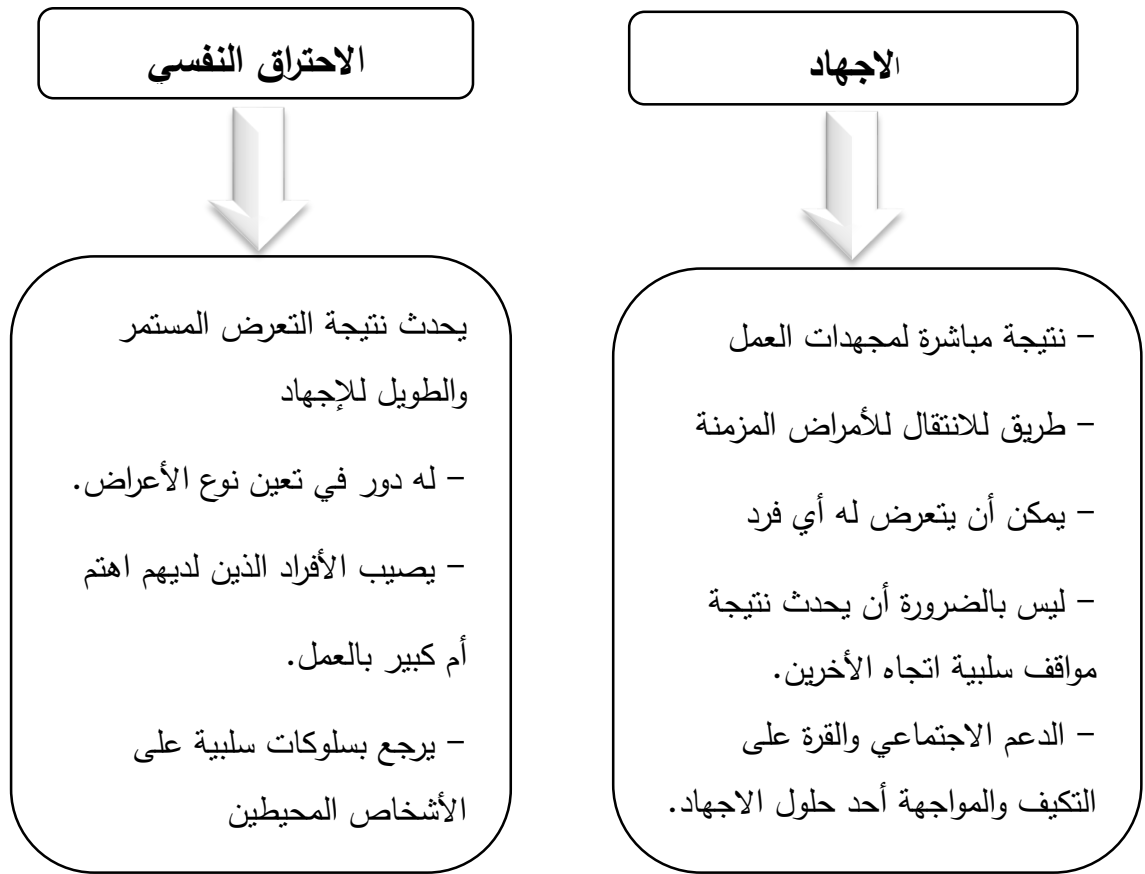 الاجهاد
– نتيجة مباشرة لمجهدات العمل
– طريق للانتقال للأمراض المزمنة
– يمكن أن يتعرض له أي فرد
– ليس بالضرورة أن يحدث نتيجة
مواقف سلبية اتجاه الأخرين.
– الدعم الاجتماعي والقرة على
التكيف والمواجهة أحد حلول الاجهاد.
الاحتراق النفسي
يحدث نتيجة التعرض المستمر
والطويل للإجهاد
– له دور في تعين نوع الأعراض.
– يصيب الأفراد الذين لديهم اهتم
أم كبير بالعمل.
– يرجع بسلوكات سلبية على
الأشخاص المحيطين